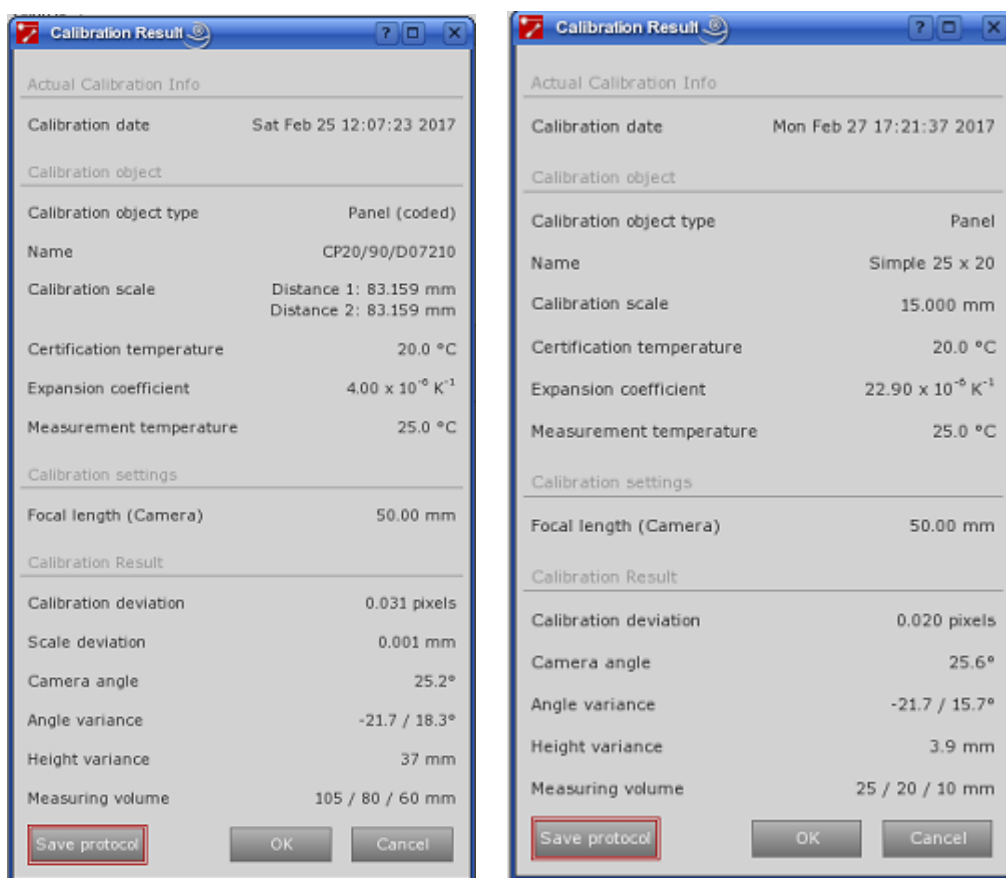 Calibration Result
Actual Calibration Info
Calibration date Sat Feb 25 12:07:23 2017
Calibration object
Calibration object type Panel (coded)
Name CP20/90/D07210
Calibration scale Distance 1: 83.159 mm
Distance 2: 83.159 mm
Certification temperature 20.0 °C
Expansion coefficient 4.00 x 10⁻⁶ K⁻¹
Measurement temperature 25.0 °C
Calibration settings
Focal length (Camera) 50.00 mm
Calibration Result
Calibration deviation 0.031 pixels
Scale deviation 0.001 mm
Camera angle 25.2°
Angle variance -21.7 / 18.3°
Height variance 37 mm
Measuring volume 105 / 80 / 60 mm
Save protocol OK Cancel
Calibration Result
Actual Calibration Info
Calibration date Mon Feb 27 17:21:37 2017
Calibration object
Calibration object type Panel
Name Simple 25 x 20
Calibration scale 15.000 mm
Certification temperature 20.0 °C
Expansion coefficient 22.90 x 10⁻⁶ K⁻¹
Measurement temperature 25.0 °C
Calibration settings
Focal length (Camera) 50.00 mm
Calibration Result
Calibration deviation 0.020 pixels
Camera angle 25.6°
Angle variance -21.7 / 15.7°
Height variance 3.9 mm
Measuring volume 25 / 20 / 10 mm
Save protocol OK Cancel